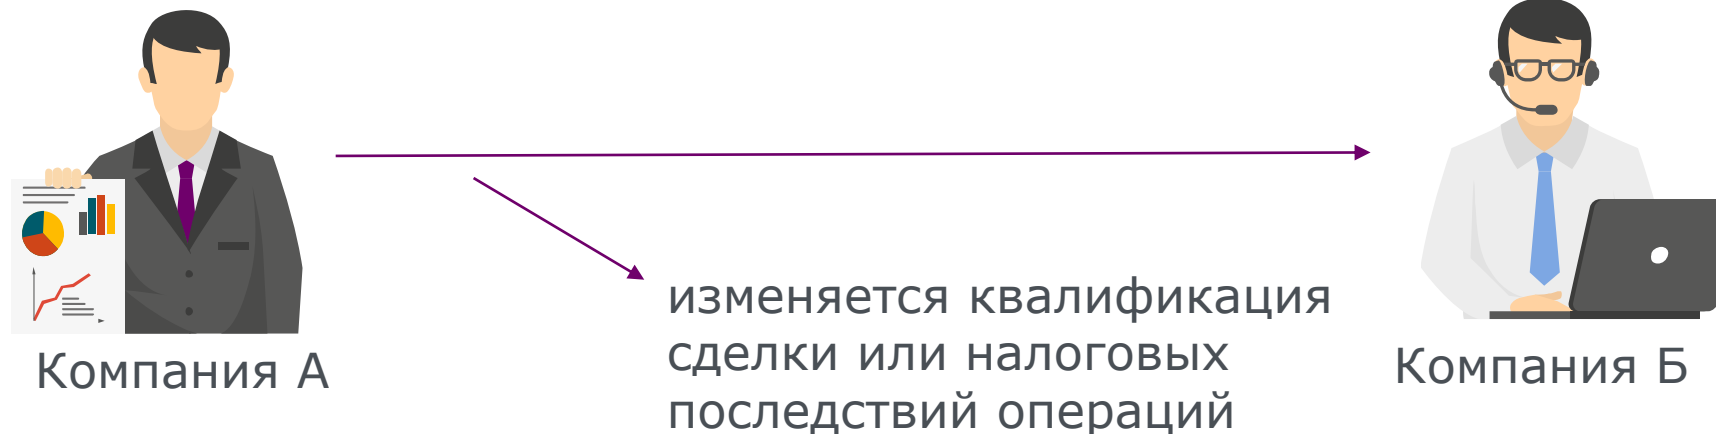 Компания А
изменяется квалификация
сделки или налоговых
последствий операций
Компания Б